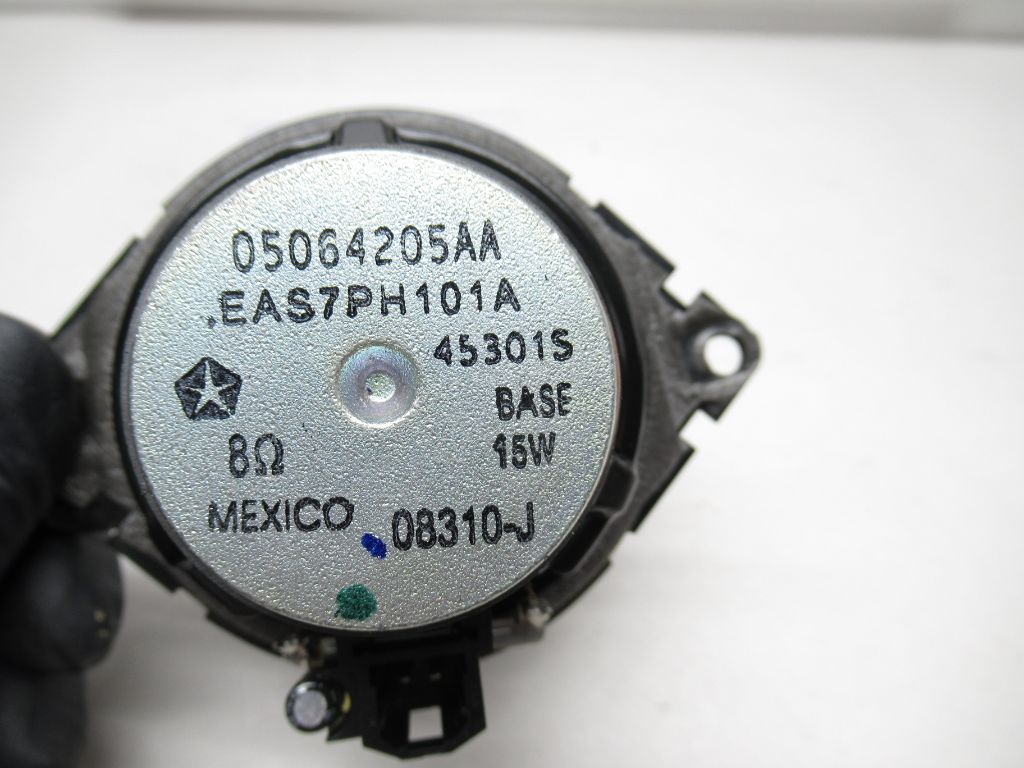 05064205AA
EAS7PH101A
45301S
BASE
8Ω 15W
MEXICO 08310-J